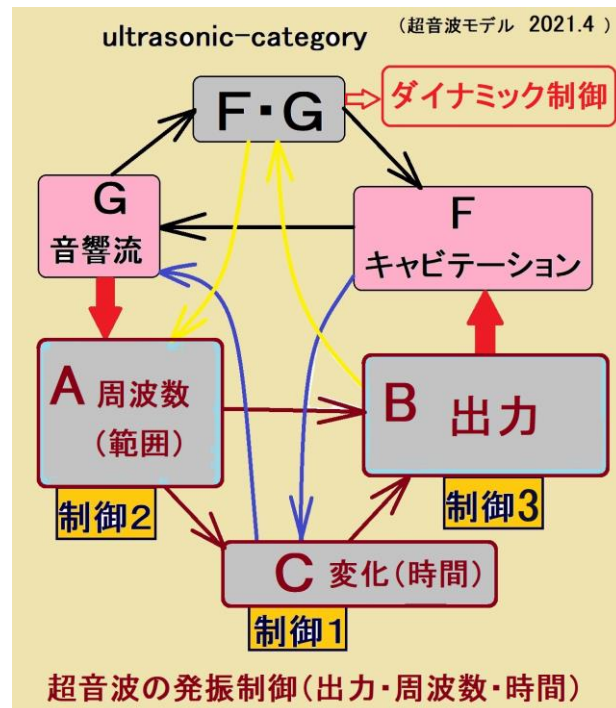 ultrasonic-category
(超音波モデル 2021.4)
F・G
ダイナミック制御
G
音響流
F
キャビテーション
A 周波数
(範囲)
B 出力
制御2
制御3
C 変化(時間)
制御1
超音波の発振制御(出力・周波数・時間)